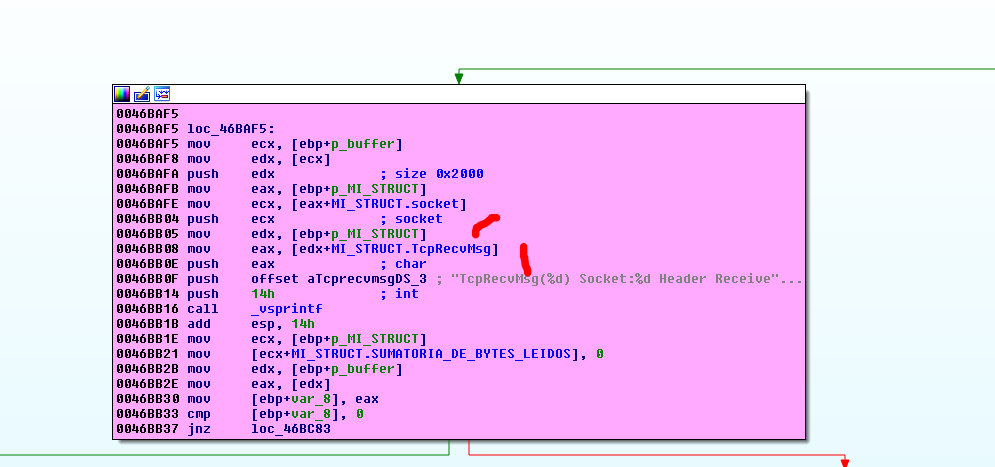 0046BAF5
0046BAF5 loc_46BAF5:
0046BAF5 mov ecx, [ebp+p_buffer]
0046BAF8 mov edx, [ecx]
0046BAFA push edx ; size 0x2000
0046BAFB mov eax, [ebp+p_MI_STRUCT]
0046BAFE mov ecx, [eax+MI_STRUCT.socket]
0046BB04 push ecx ; socket
0046BB05 mov edx, [ebp+p_MI_STRUCT]
0046BB08 mov eax, [edx+MI_STRUCT.TcpRecvMsg]
0046BB0E push eax ; char
0046BB0F push offset aTcprecvmsgDS_3 ; "TcpRecvMsg(%d) Socket:%d Header Receive"...
0046BB14 push 14h ; int
0046BB16 call _vsprintf
0046BB1B add esp, 14h
0046BB1E mov ecx, [ebp+p_MI_STRUCT]
0046BB21 mov [ecx+MI_STRUCT.SUMATORIA_DE_BYTES_LEIDOS], 0
0046BB2B mov edx, [ebp+p_buffer]
0046BB2E mov eax, [edx]
0046BB30 mov [ebp+var_8], eax
0046BB33 cmp [ebp+var_8], 0
0046BB37 jnz loc_46BC83